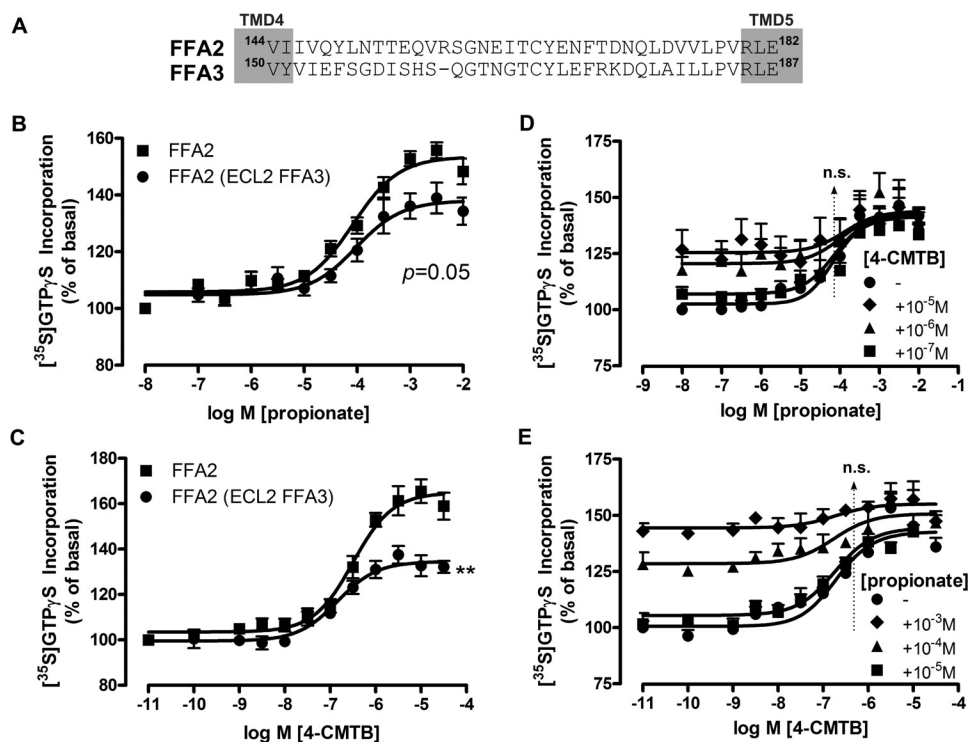 A
TMD4 TMD5
FFA2 144VIIVQYLNTTEQVRSGNEITCYENFTDNQLDVVLPVRLE182
FFA3 150VYVIEFSGDISHS-QGTNGTCYLEFRKDQLAILLPVRLE187
B
[35S]GTPγS Incorporation
(% of basal)
160
140
120
100
80
FFA2
FFA2 (ECL2 FFA3)
p=0.05
-8 -7 -6 -5 -4 -3 -2
log M [propionate]
D
[35S]GTPγS Incorporation
(% of basal)
150
125
100
75
n.s.
[4-CMTB]
-
+10-5M
+10-6M
+10-7M
-9 -8 -7 -6 -5 -4 -3 -2 -1
log M [propionate]
C
[35S]GTPγS Incorporation
(% of basal)
180
160
140
120
100
80
FFA2
FFA2 (ECL2 FFA3)
**
-11 -10 -9 -8 -7 -6 -5 -4
log M [4-CMTB]
E
[35S]GTPγS Incorporation
(% of basal)
175
150
125
100
75
n.s.
[propionate]
-
+10-3M
+10-4M
+10-5M
-11 -10 -9 -8 -7 -6 -5 -4
log M [4-CMTB]